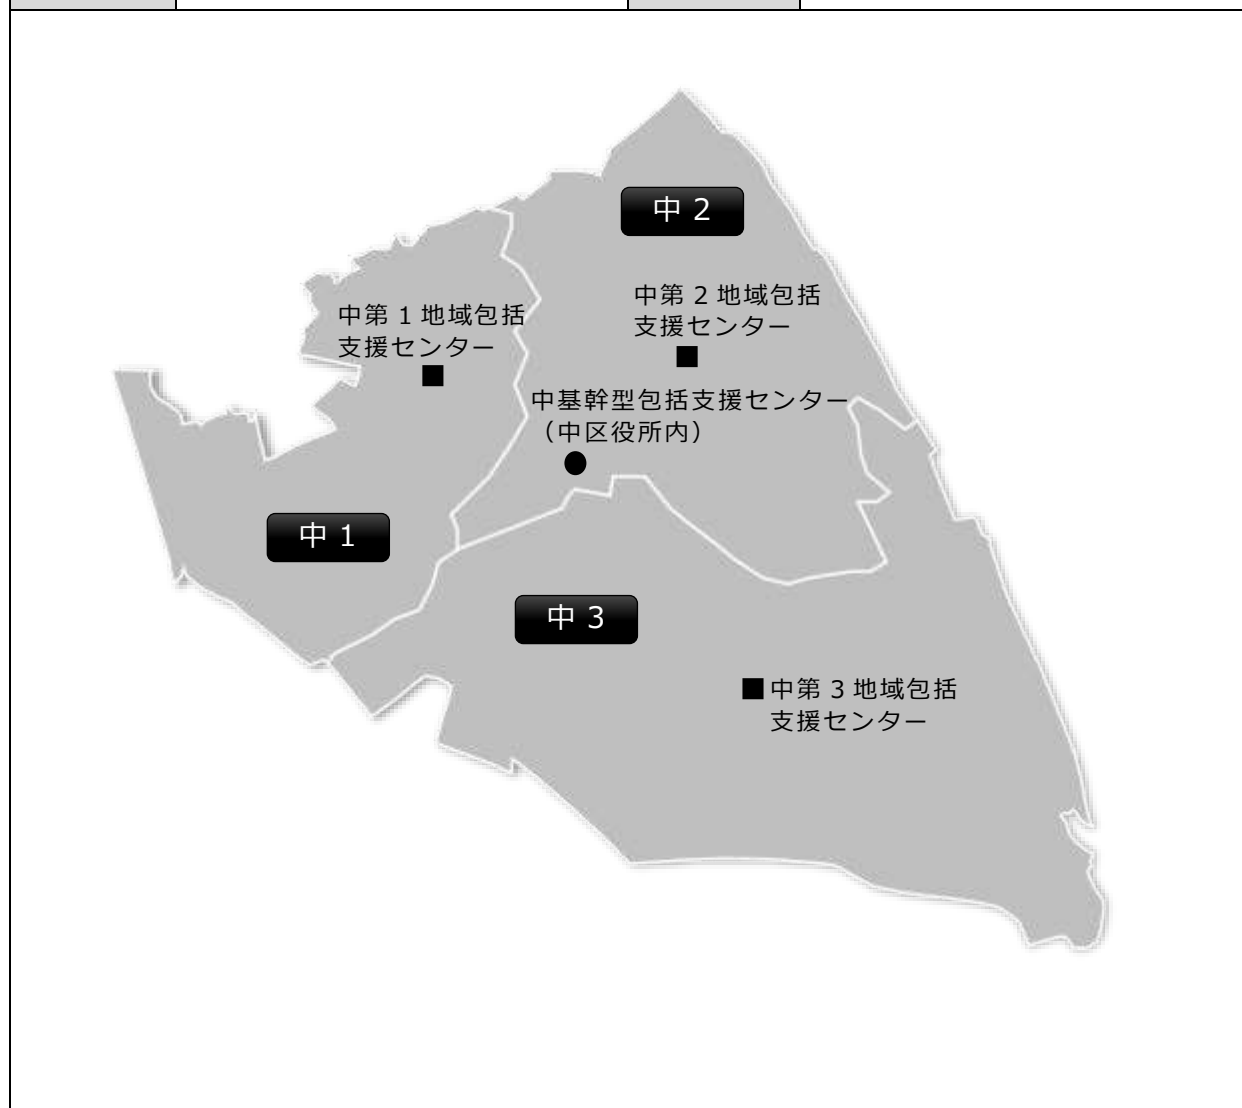 中 2
中第 2 地域包括
支援センター
中第 1 地域包括
支援センター
中基幹型包括支援センター
（中区役所内）
中 1
中 3
中第 3 地域包括
支援センター